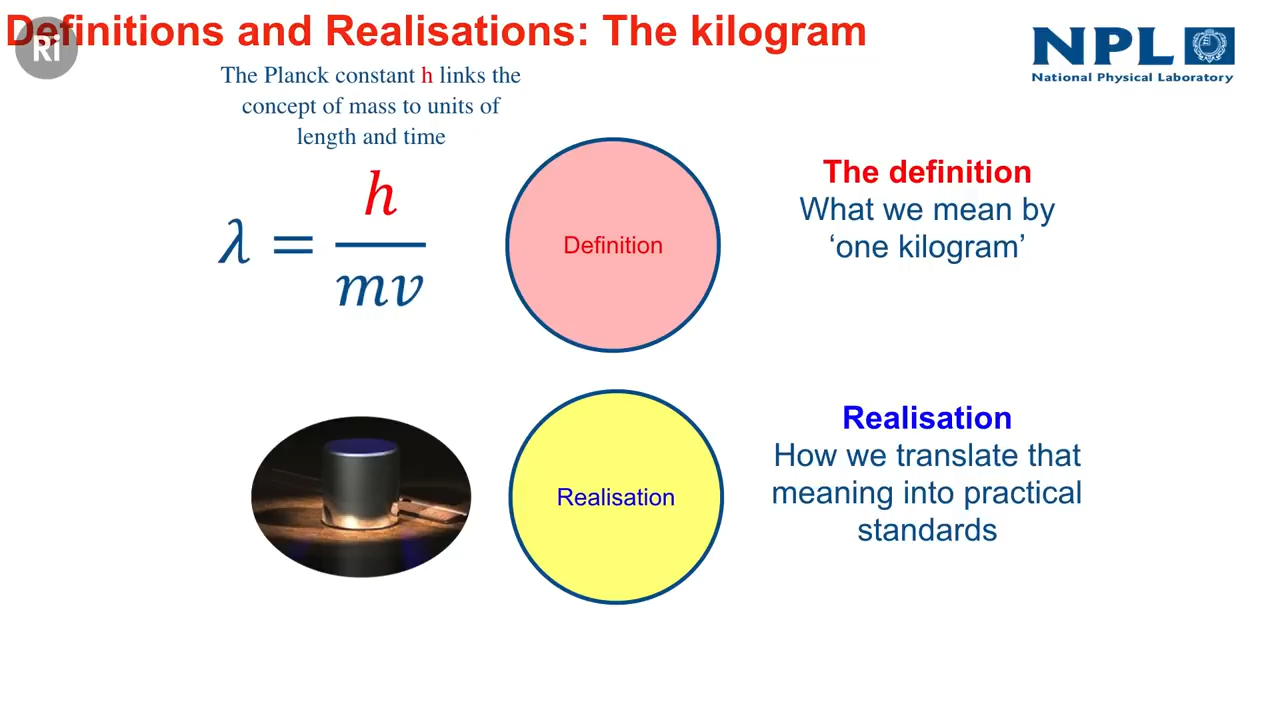 Definitions and Realisations: The kilogram
Ri
NPL
National Physical Laboratory
The Planck constant h links the
concept of mass to units of
length and time
λ = h / mv
Definition
The definition
What we mean by
‘one kilogram’
Realisation
Realisation
How we translate that
meaning into practical
standards